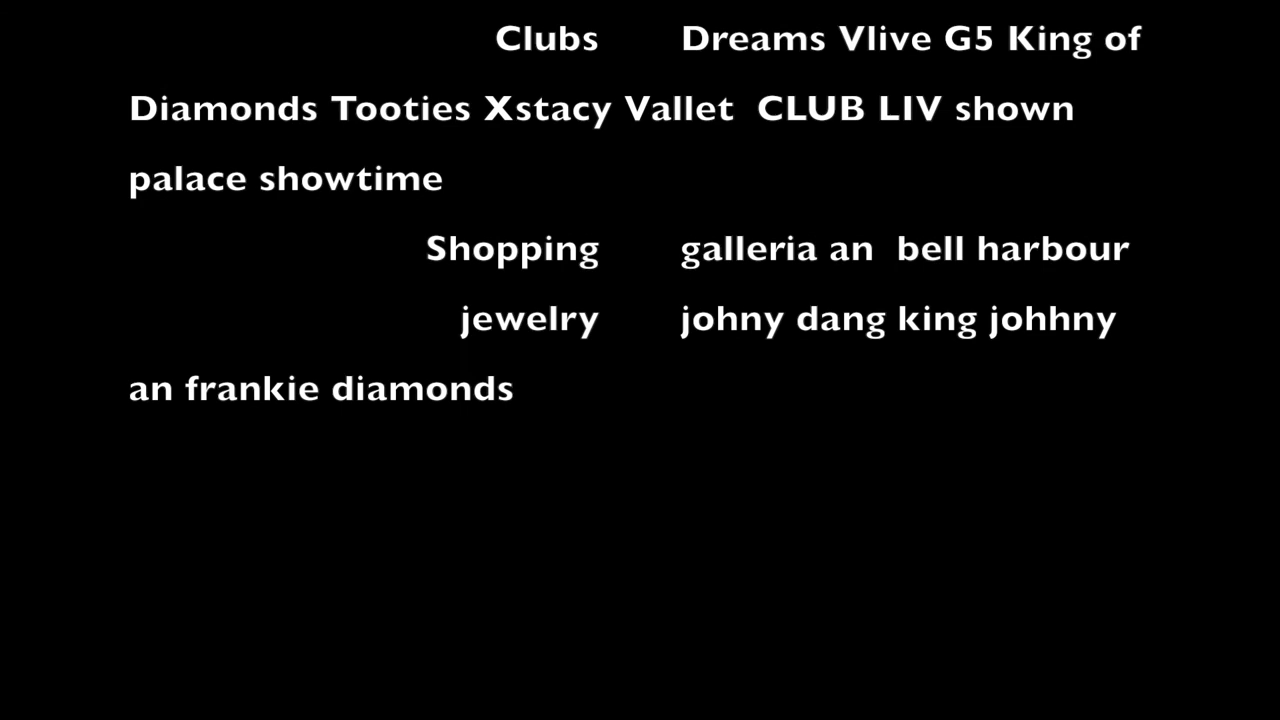 Clubs Dreams Vlive G5 King of
Diamonds Tooties Xstacy Vallet CLUB LIV shown
palace showtime
Shopping galleria an bell harbour
jewelry johny dang king johhny
an frankie diamonds